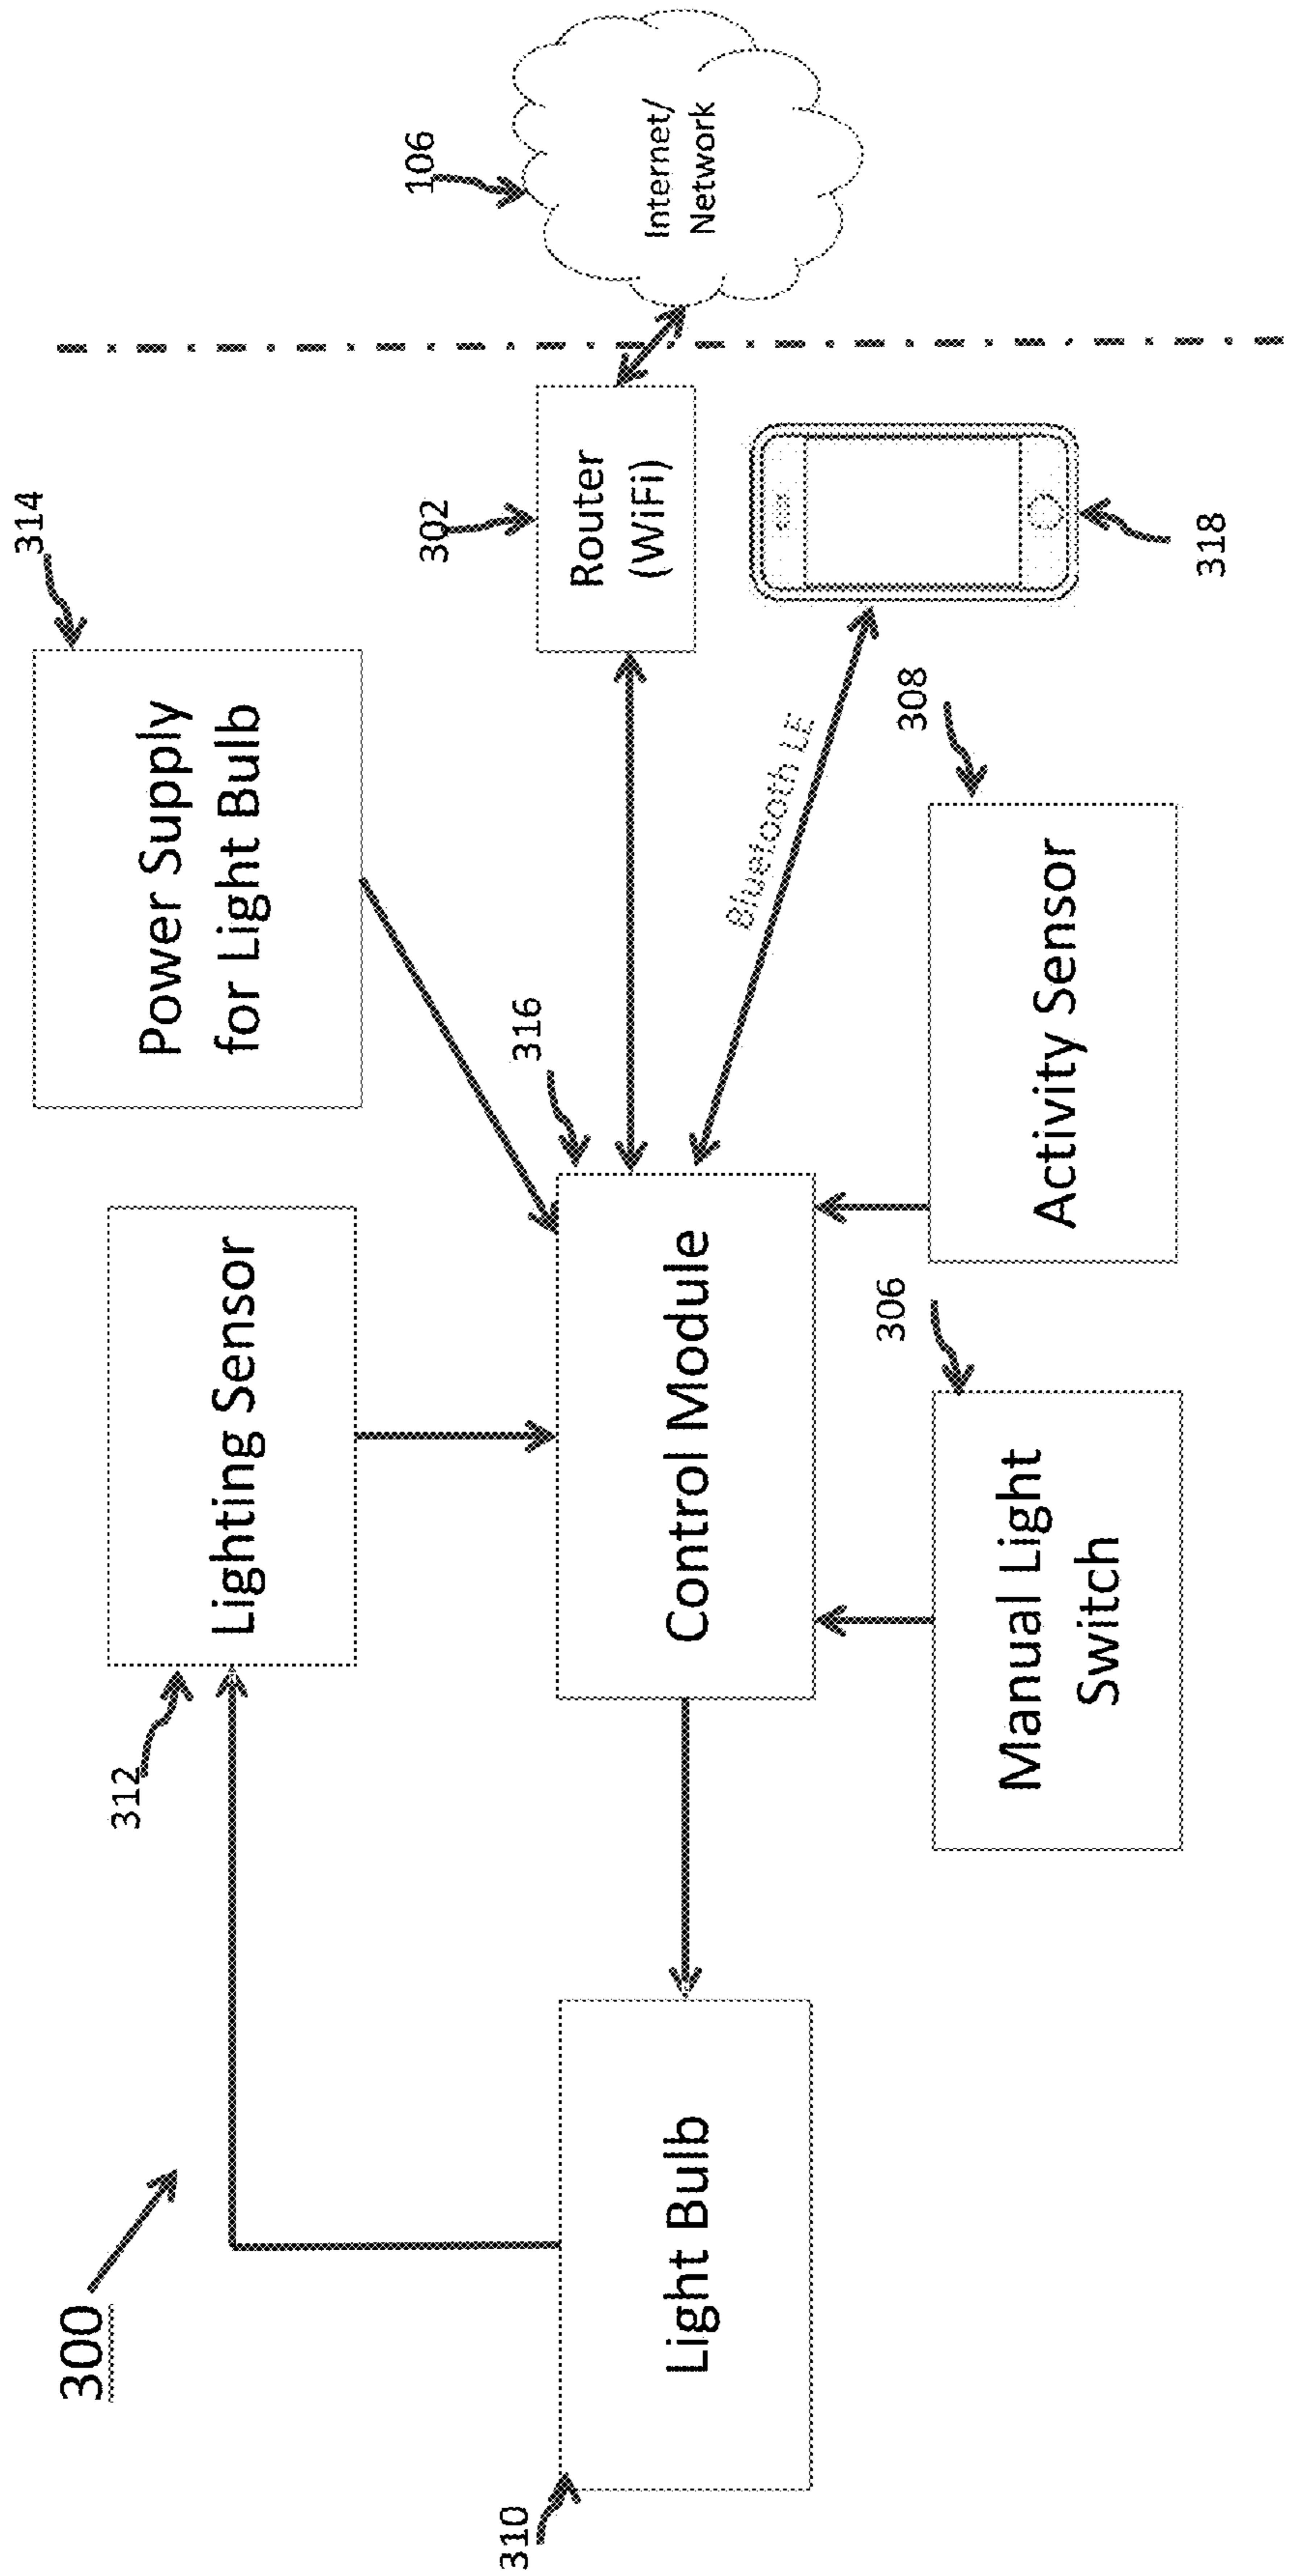 300
314
Power Supply
for Light Bulb
312
Lighting Sensor
106
Internet/
Network
302
Router
(WiFi)
316
310
Light Bulb
Control Module
Bluetooth LE
318
306
Manual Light
Switch
308
Activity Sensor